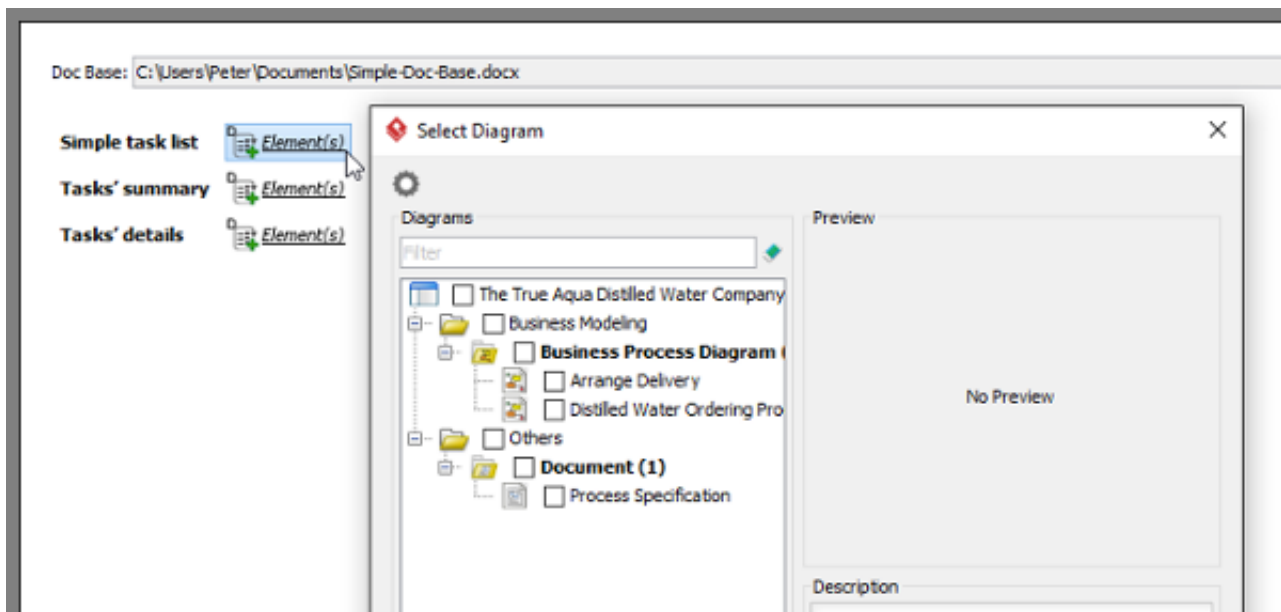 Doc Base: C:\Users\Peter\Documents\Simple-Doc-Base.docx
Simple task list Element(s)
Tasks' summary Element(s)
Tasks' details Element(s)
Select Diagram
Diagrams
Filter
The True Aqua Distilled Water Company
Business Modeling
Business Process Diagram (
Arrange Delivery
Distilled Water Ordering Pro
Others
Document (1)
Process Specification
Preview
No Preview
Description